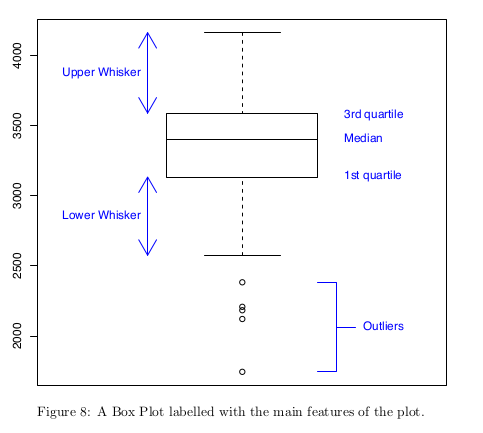 4000
Upper Whisker
3500
3rd quartile
Median
1st quartile
3000
Lower Whisker
2500
Outliers
2000
Figure 8: A Box Plot labelled with the main features of the plot.